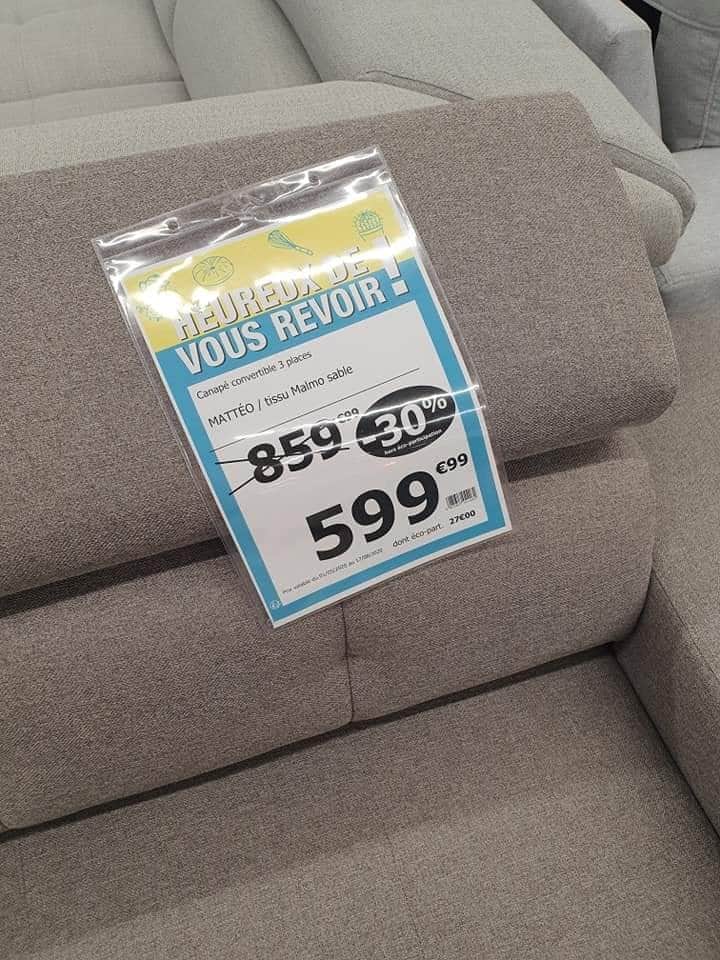 HEUREUX DE
VOUS REVOIR !
Canapé convertible 3 places
MATTÉO / tissu Malmo sable
859€99
-30%
hors éco-participation
599€99
dont éco-part. 27€00